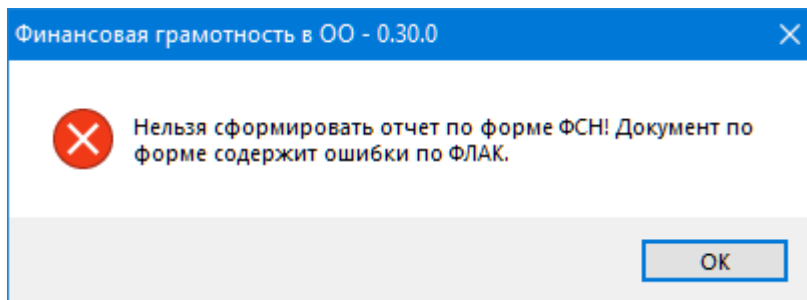 Финансовая грамотность в ОО - 0.30.0
Нельзя сформировать отчет по форме ФСН! Документ по
форме содержит ошибки по ФЛАК.
ОК